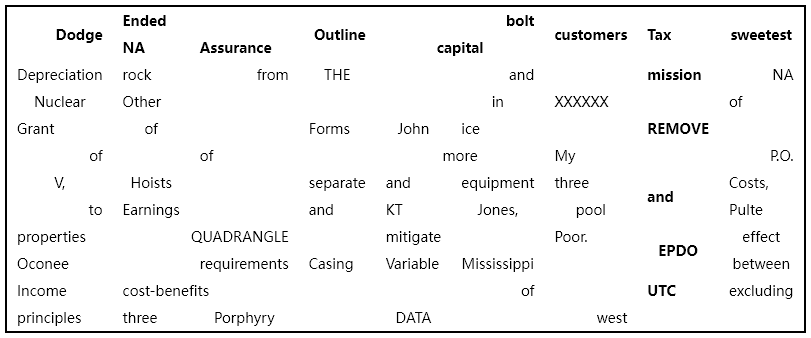 Ended bolt
Dodge Outline customers Tax sweetest
NA Assurance capital
Depreciation rock from THE and mission NA
Nuclear Other in XXXXXX of
Grant of Forms John ice REMOVE
of of more My P.O.
V, Hoists separate and equipment three Costs,
and
to Earnings and KT Jones, pool Pulte
properties QUADRANGLE mitigate Poor. effect
EPDO
Oconee requirements Casing Variable Mississippi between
Income cost-benefits of UTC excluding
principles three Porphyry DATA west